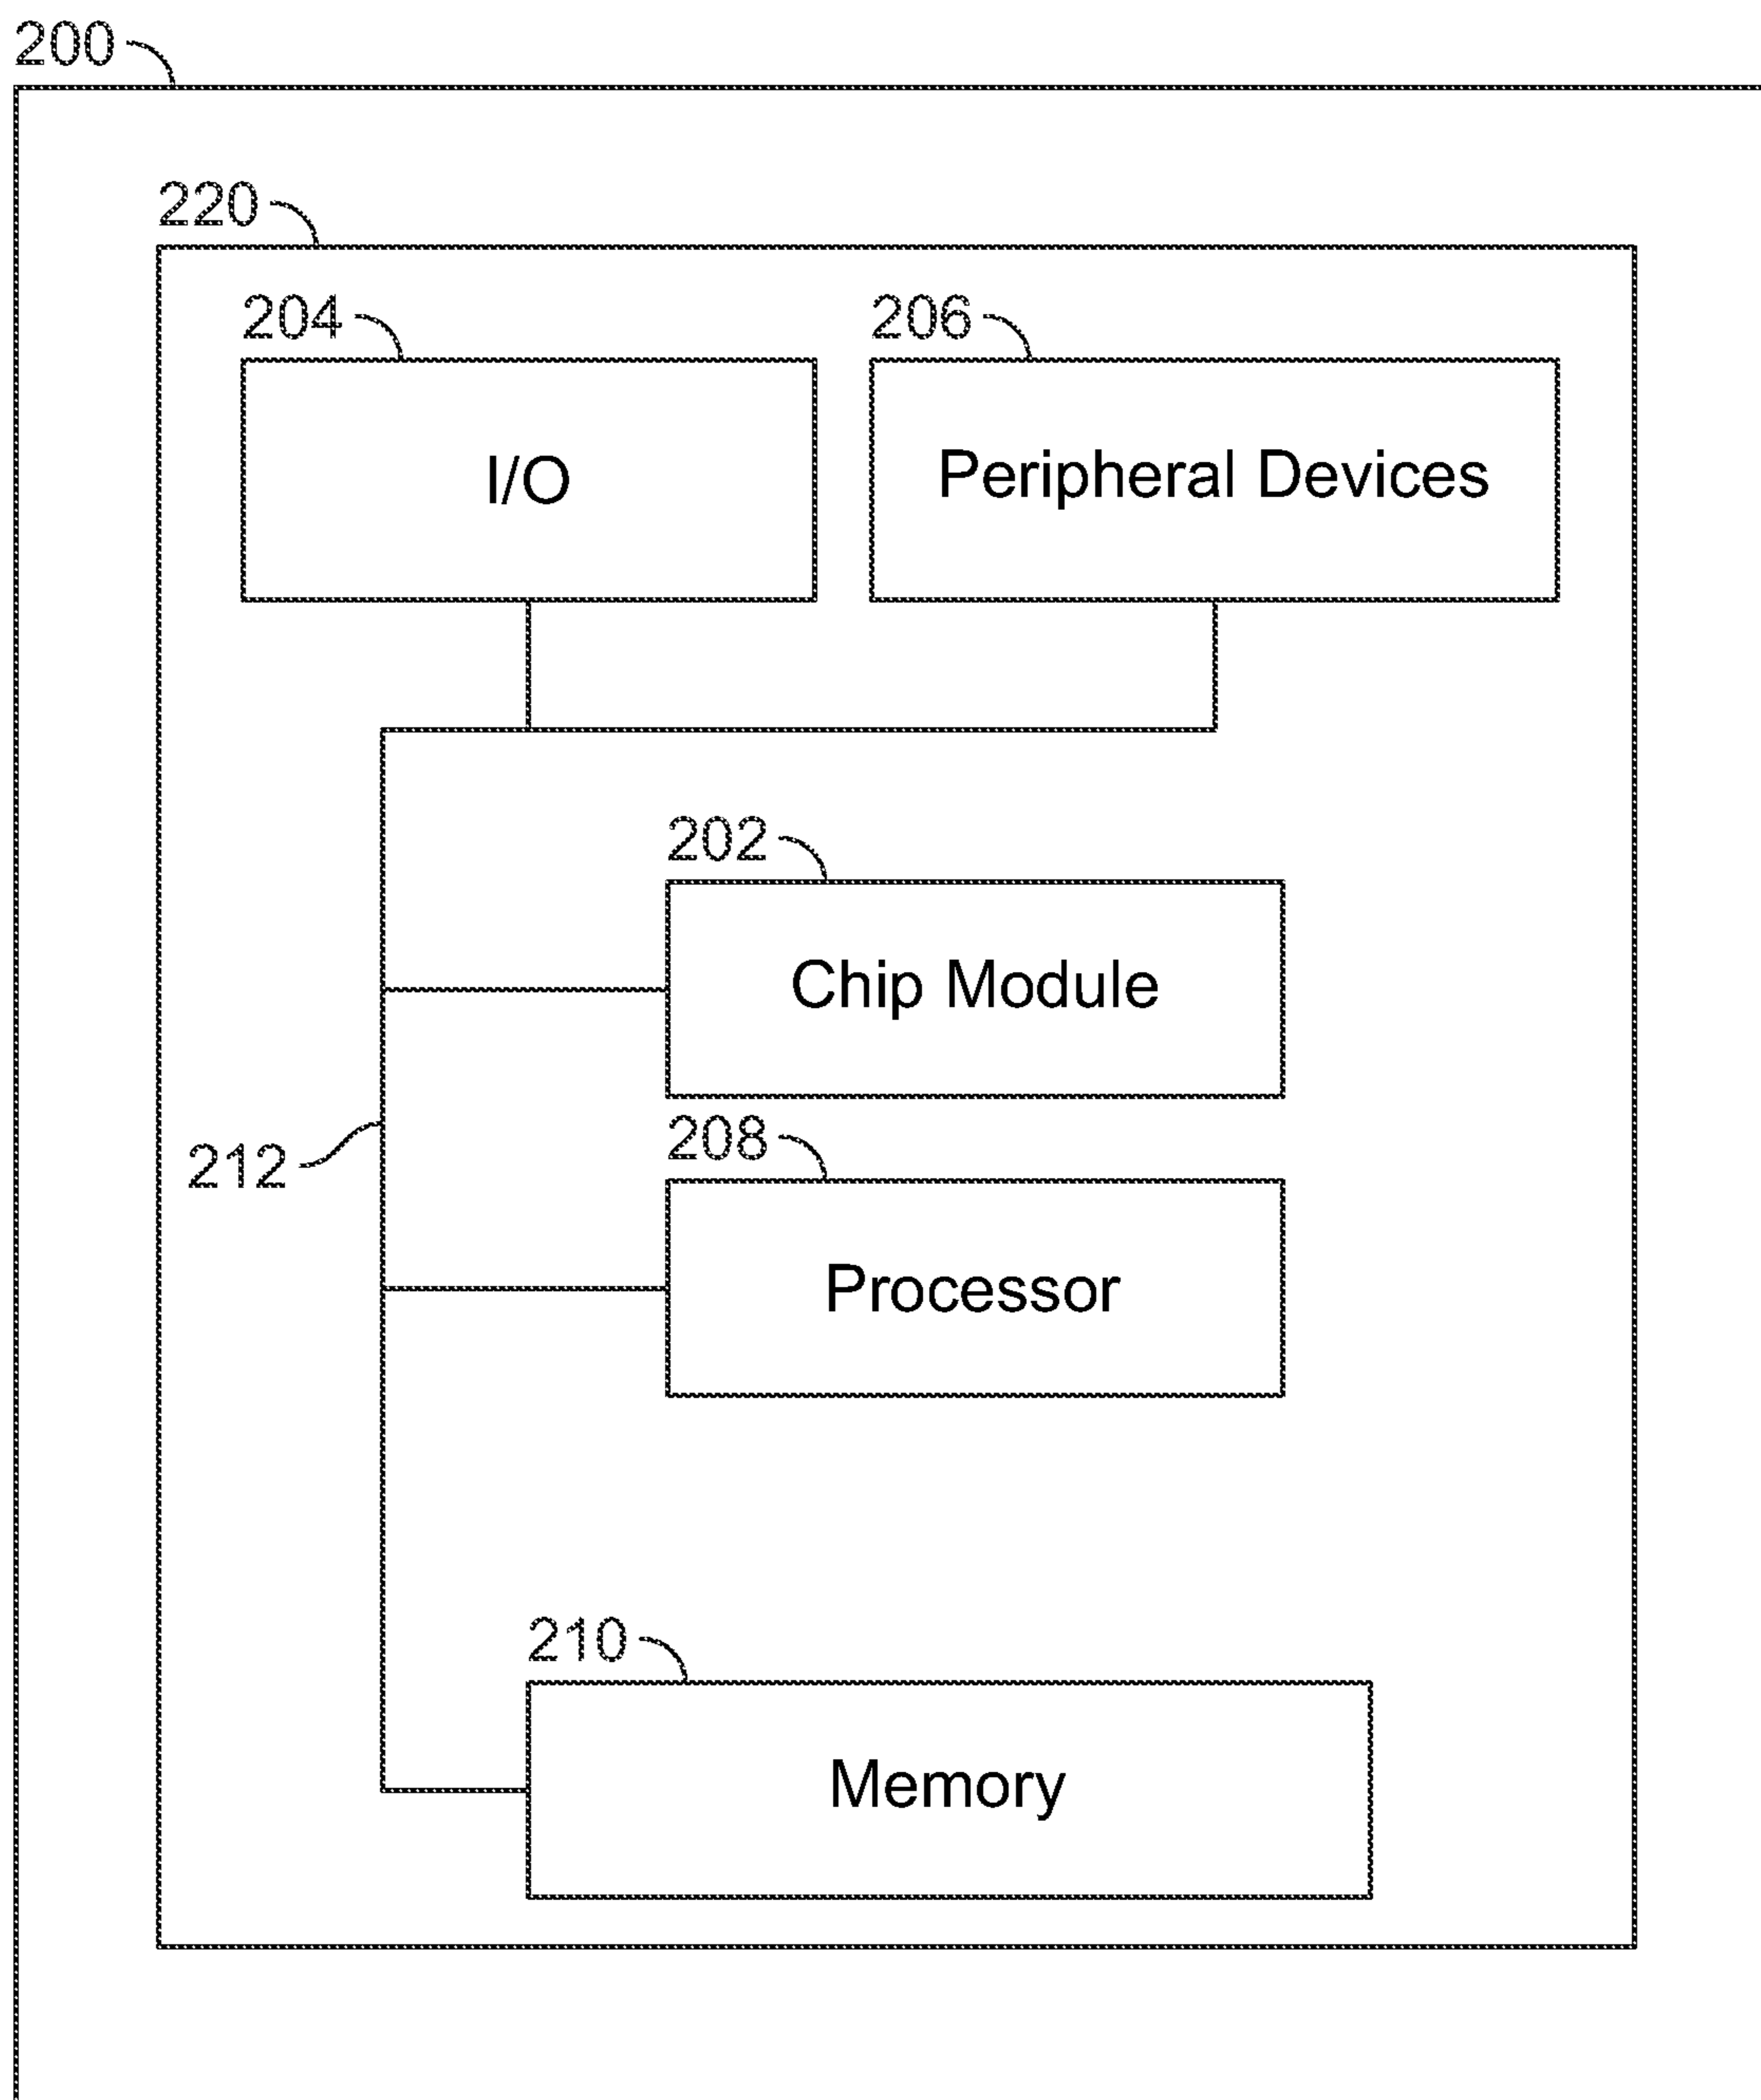 200
220
204
206
I/O
Peripheral Devices
202
Chip Module
212
208
Processor
210
Memory